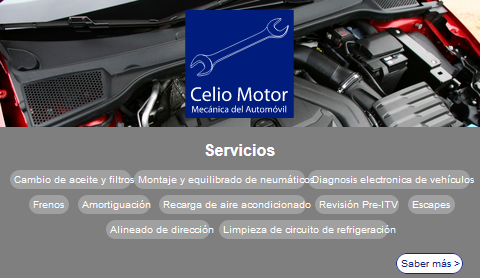 Celio Motor
Mecánica del Automóvil
Servicios
Cambio de aceite y filtros Montaje y equilibrado de neumáticos Diagnosis electronica de vehículos
Frenos Amortiguación Recarga de aire acondicionado Revisión Pre-ITV Escapes
Alineado de dirección Limpieza de circuito de refrigeración
Saber más >